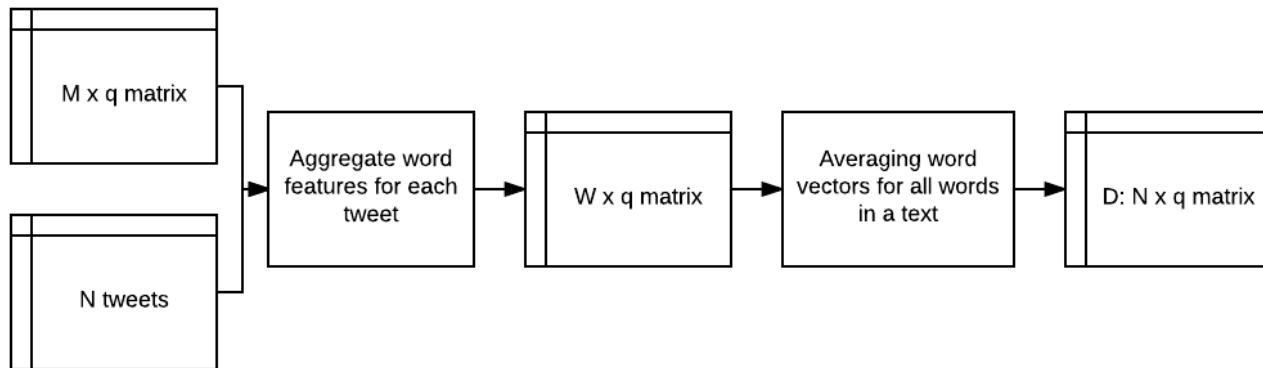 M x q matrix
N tweets
Aggregate word
features for each
tweet
W x q matrix
Averaging word
vectors for all words
in a text
D: N x q matrix